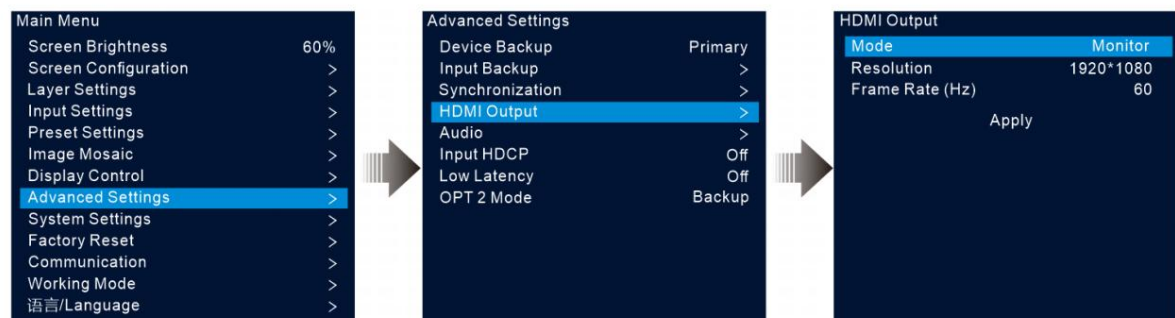 Main Menu
Screen Brightness 60%
Screen Configuration >
Layer Settings >
Input Settings >
Preset Settings >
Image Mosaic >
Display Control >
Advanced Settings >
System Settings >
Factory Reset >
Communication >
Working Mode >
语言/Language >
Advanced Settings
Device Backup Primary
Input Backup >
Synchronization >
HDMI Output >
Audio >
Input HDCP Off
Low Latency Off
OPT 2 Mode Backup
HDMI Output
Mode Monitor
Resolution 1920*1080
Frame Rate (Hz) 60
Apply